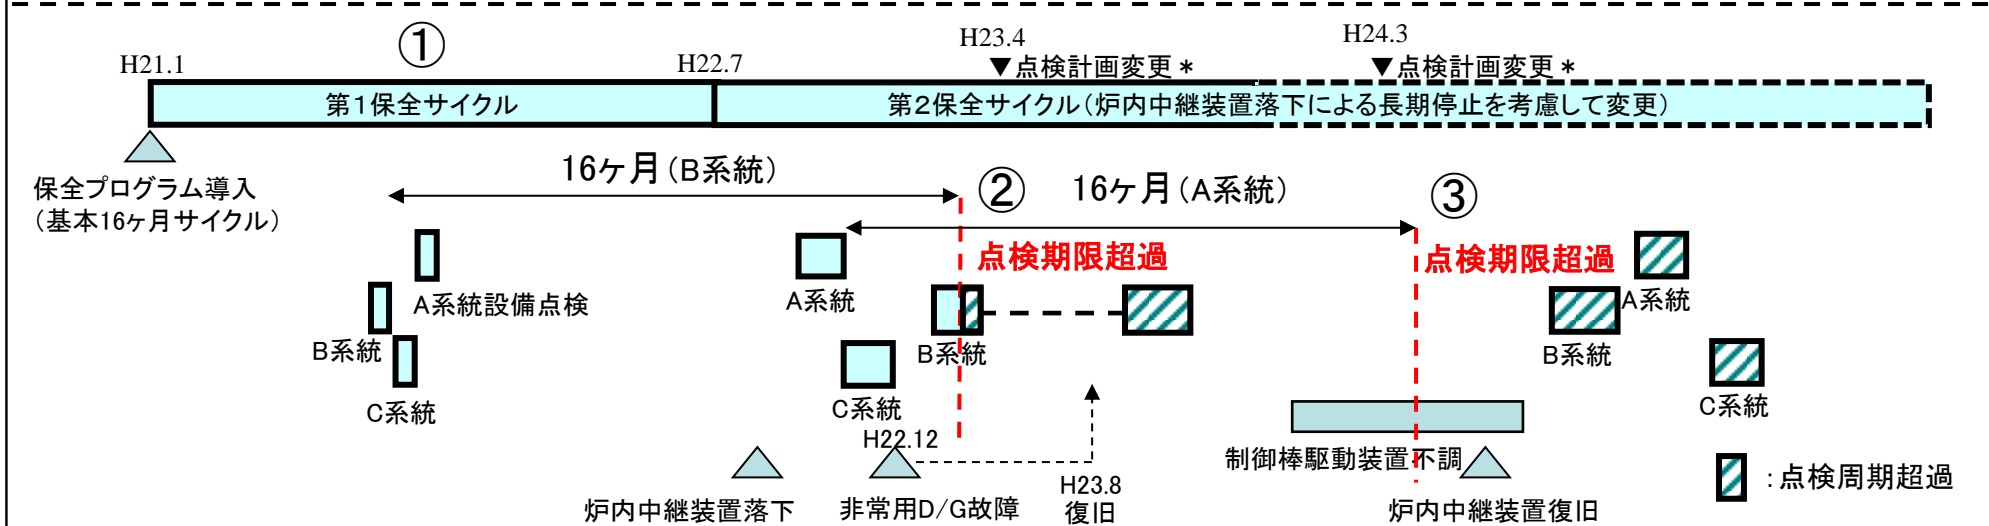 ①
H21.1
H22.7
H23.4
▼点検計画変更＊
H24.3
▼点検計画変更＊
第１保全サイクル
第２保全サイクル（炉内中継装置落下による長期停止を考慮して変更）
保全プログラム導入
（基本16ヶ月サイクル）
16ヶ月（B系統）
②
16ヶ月（A系統）
③
点検期限超過
点検期限超過
A系統設備点検
B系統
C系統
A系統
B系統
C系統
A系統
B系統
C系統
H22.12
非常用D/G故障
炉内中継装置落下
H23.8
復旧
制御棒駆動装置不調
炉内中継装置復旧
：点検周期超過